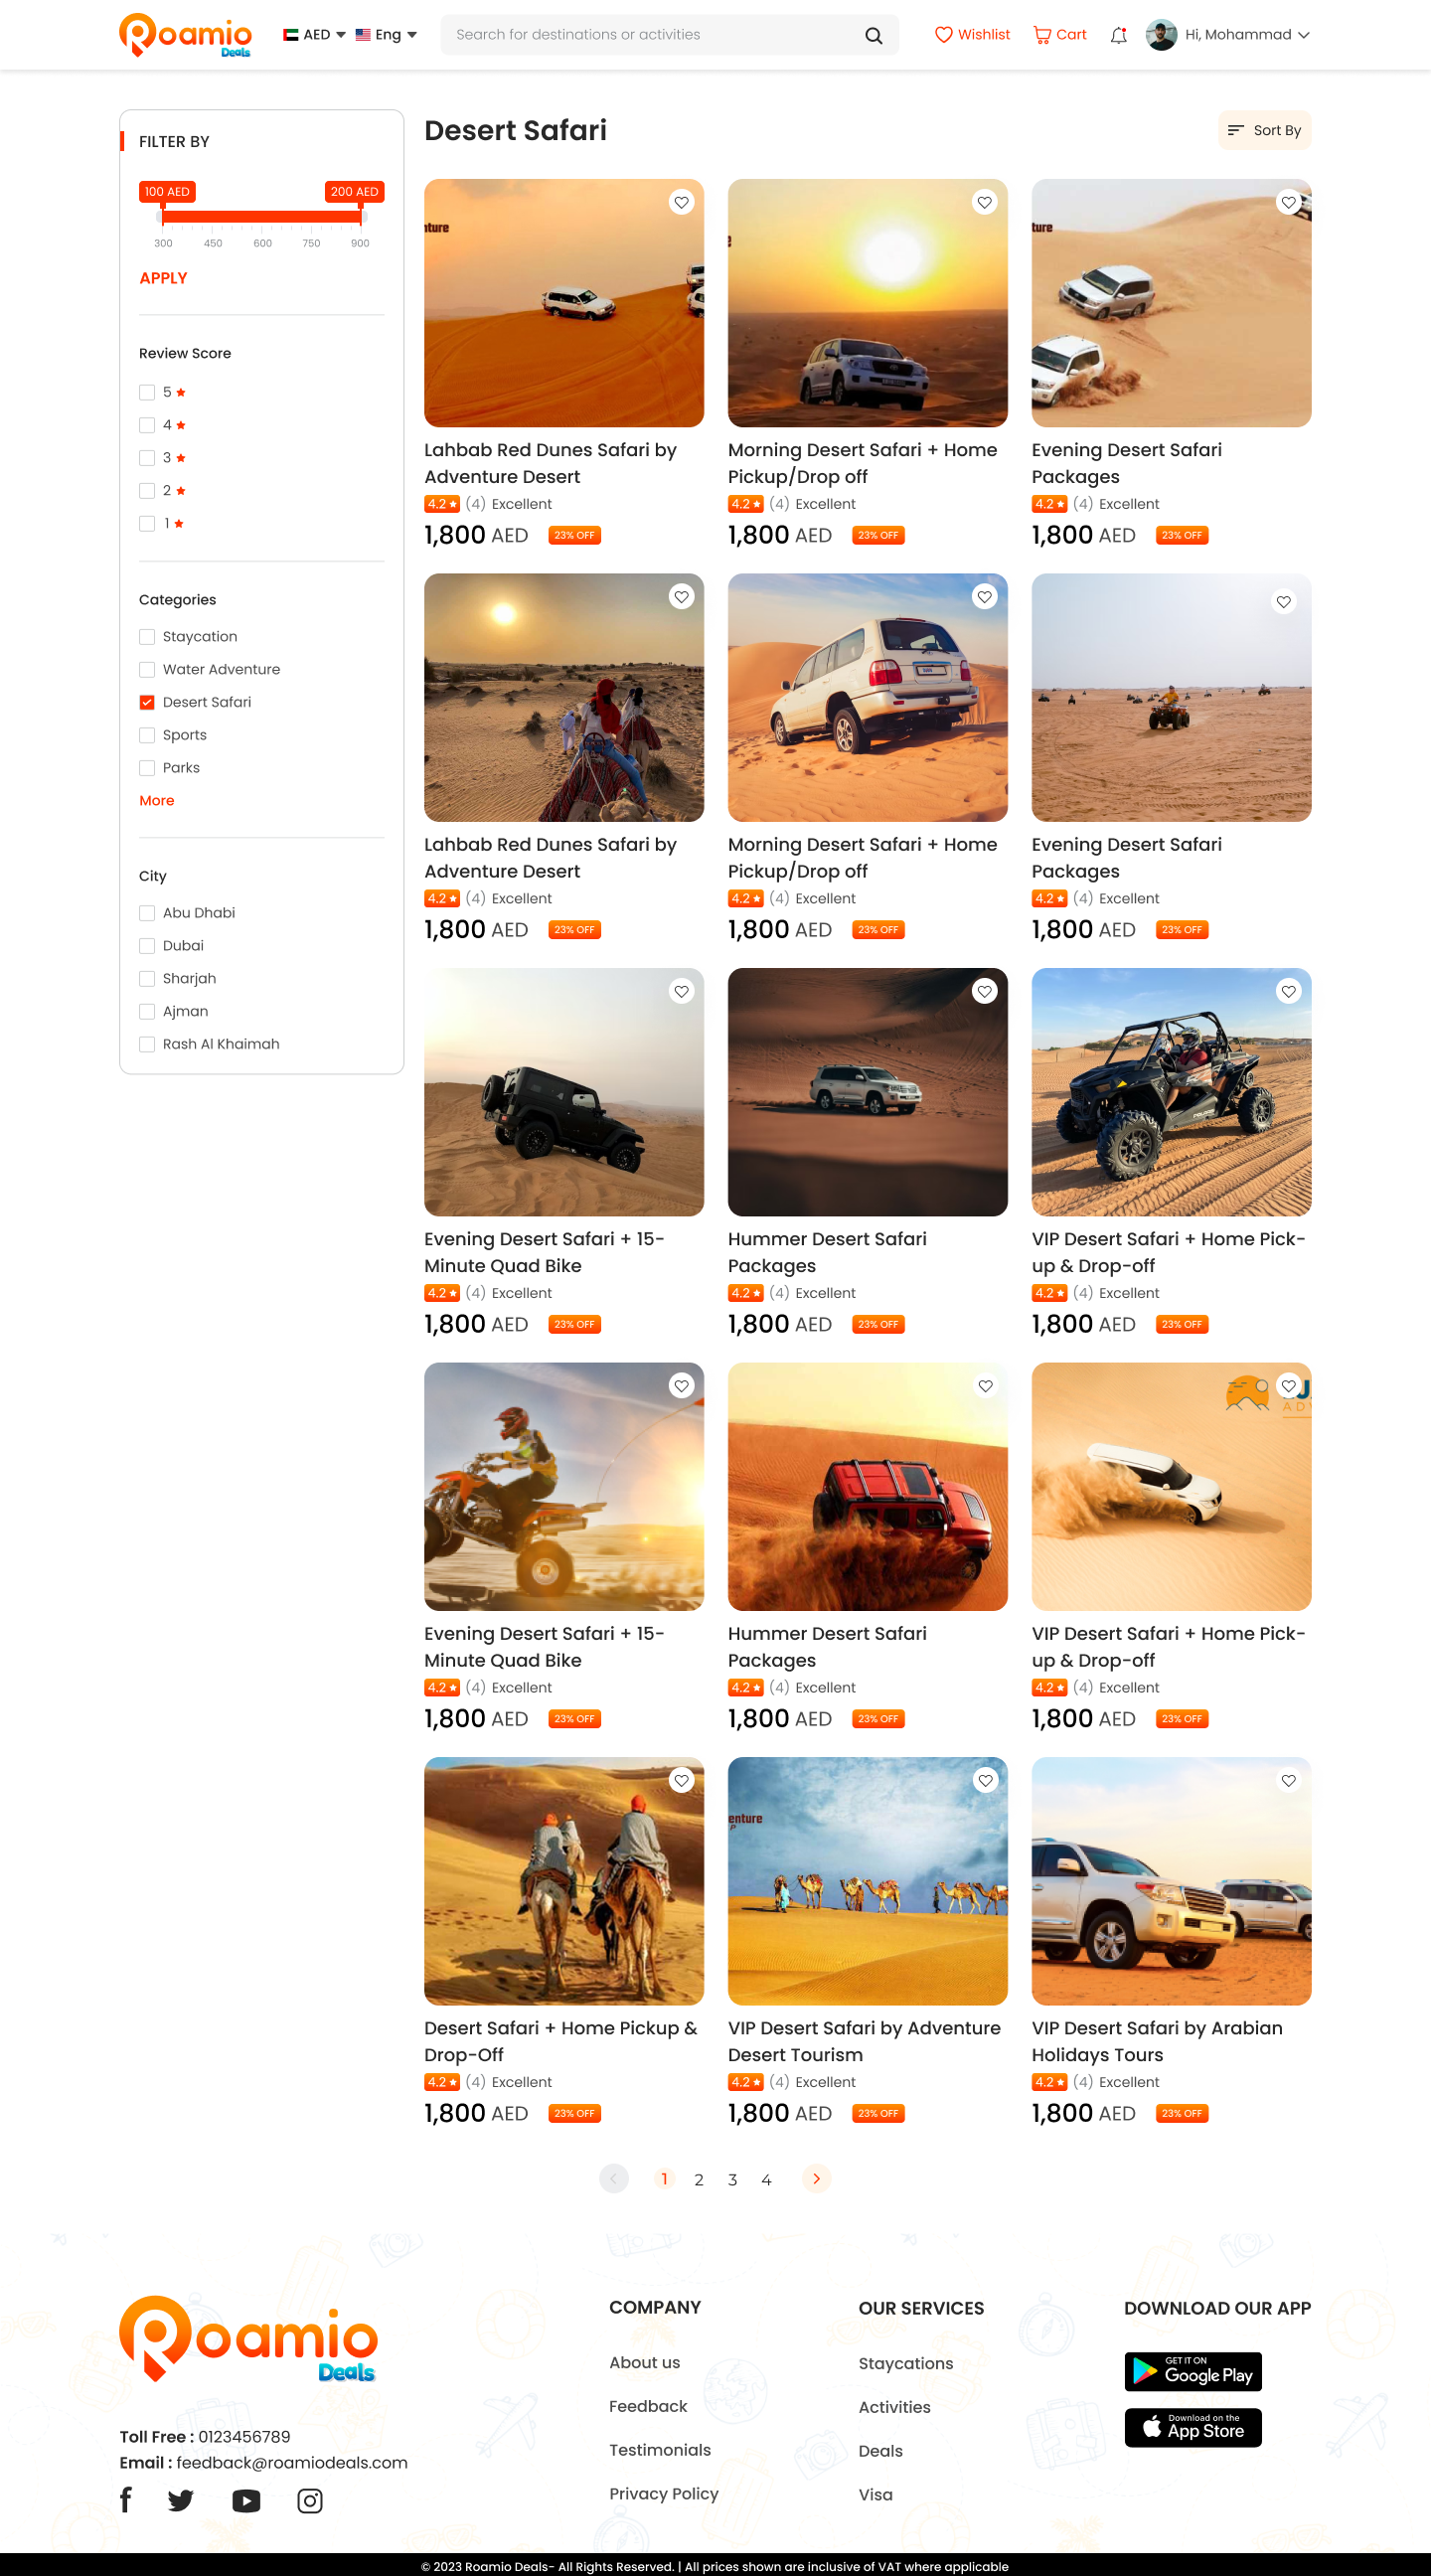 Roamio
Deals
AED
Eng
Search for destinations or activities
Wishlist
Cart
Hi, Mohammad
FILTER BY
100 AED
200 AED
300 450 600 750 900
APPLY
Review Score
5
4
3
2
1
Categories
Staycation
Water Adventure
Desert Safari
Sports
Parks
More
City
Abu Dhabi
Dubai
Sharjah
Ajman
Rash Al Khaimah
Desert Safari
Sort By
nture
Lahbab Red Dunes Safari by
Adventure Desert
4.2 (4) Excellent
1,800 AED 23% OFF
Morning Desert Safari + Home
Pickup/Drop off
4.2 (4) Excellent
1,800 AED 23% OFF
ture
Evening Desert Safari
Packages
4.2 (4) Excellent
1,800 AED 23% OFF
Lahbab Red Dunes Safari by
Adventure Desert
4.2 (4) Excellent
1,800 AED 23% OFF
Morning Desert Safari + Home
Pickup/Drop off
4.2 (4) Excellent
1,800 AED 23% OFF
Evening Desert Safari
Packages
4.2 (4) Excellent
1,800 AED 23% OFF
Evening Desert Safari + 15-
Minute Quad Bike
4.2 (4) Excellent
1,800 AED 23% OFF
Hummer Desert Safari
Packages
4.2 (4) Excellent
1,800 AED 23% OFF
VIP Desert Safari + Home Pick-
up & Drop-off
4.2 (4) Excellent
1,800 AED 23% OFF
Evening Desert Safari + 15-
Minute Quad Bike
4.2 (4) Excellent
1,800 AED 23% OFF
Hummer Desert Safari
Packages
4.2 (4) Excellent
1,800 AED 23% OFF
ADV
VIP Desert Safari + Home Pick-
up & Drop-off
4.2 (4) Excellent
1,800 AED 23% OFF
Desert Safari + Home Pickup &
Drop-Off
4.2 (4) Excellent
1,800 AED 23% OFF
enture
VIP Desert Safari by Adventure
Desert Tourism
4.2 (4) Excellent
1,800 AED 23% OFF
VIP Desert Safari by Arabian
Holidays Tours
4.2 (4) Excellent
1,800 AED 23% OFF
1 2 3 4
Roamio
Deals
Toll Free : 0123456789
Email : feedback@roamiodeals.com
COMPANY
About us
Feedback
Testimonials
Privacy Policy
OUR SERVICES
Staycations
Activities
Deals
Visa
DOWNLOAD OUR APP
GET IT ON
Google Play
Download on the
App Store
© 2023 Roamio Deals- All Rights Reserved. | All prices shown are inclusive of VAT where applicable